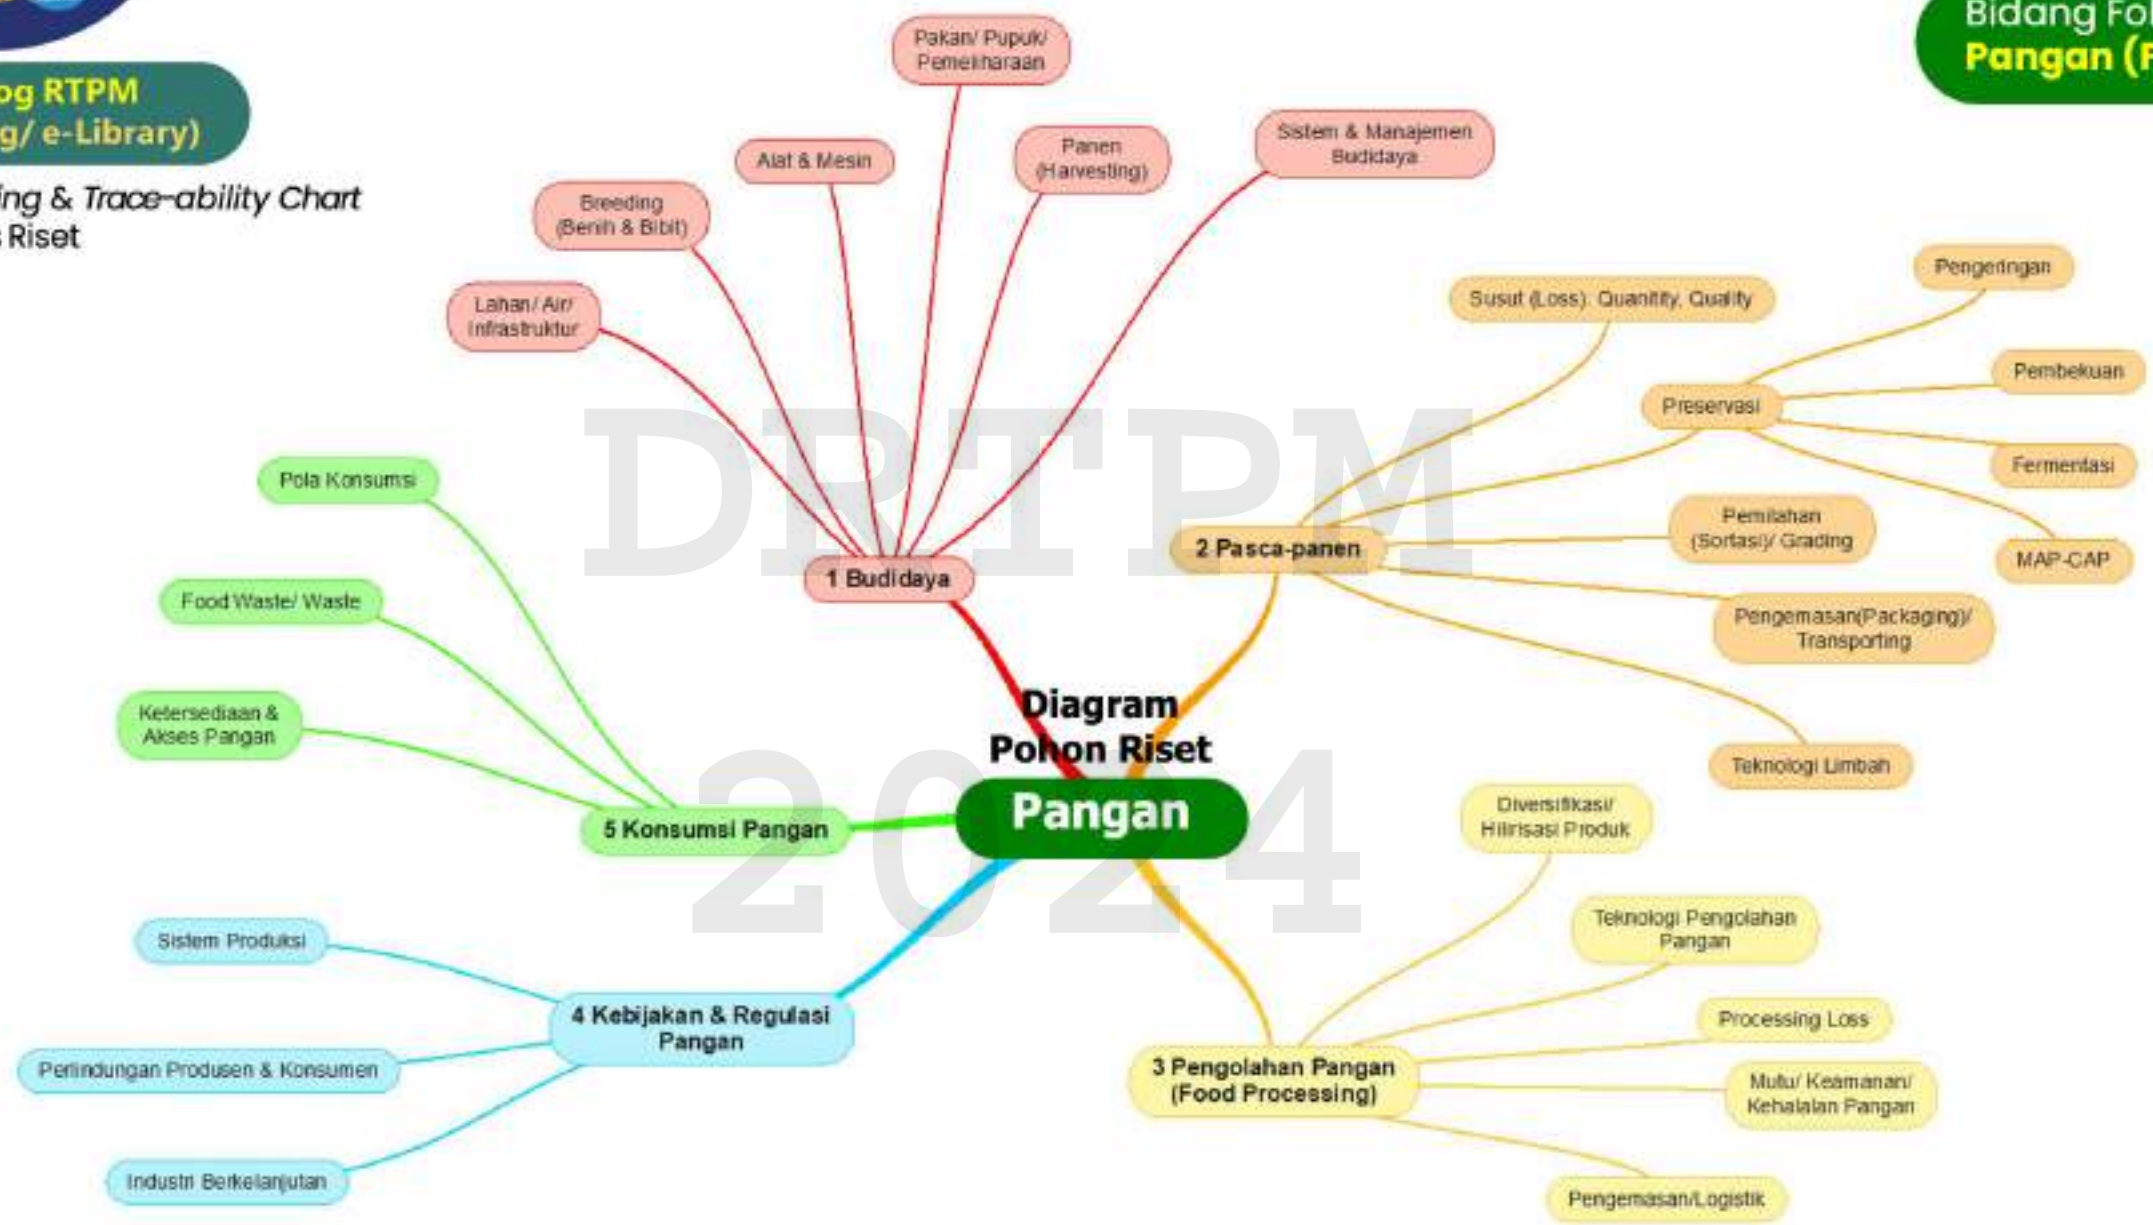 og RTPM
g/ e-Library)
ing & Trace-ability Chart
s Riset
Bidang Fo
Pangan (F
Pakan/ Pupuk/
Pemeliharaan
Alat & Mesin
Panen
(Harvesting)
Sistem & Manajemen
Budidaya
Breeding
(Benih & Bibit)
Lahan/ Air/
Infrastruktur
1 Budidaya
Susut (Loss): Quanitity, Quality
Pengeringan
Preservasi
Pembekuan
Fermentasi
MAP-CAP
2 Pasca-panen
Pemilahan
(Sortasi)/ Grading
Pengemasan(Packaging)/
Transporting
Teknologi Limbah
Diagram
Pohon Riset
Pangan
Diversifikasi/
Hilirisasi Produk
Teknologi Pengolahan
Pangan
Processing Loss
3 Pengolahan Pangan
(Food Processing)
Mutu/ Keamanan/
Kehalalan Pangan
Pengemasan/Logistik
Pola Konsumsi
Food Waste/ Waste
Ketersediaan &
Akses Pangan
5 Konsumsi Pangan
Sistem Produksi
4 Kebijakan & Regulasi
Pangan
Perlindungan Produsen & Konsumen
Industri Berkelanjutan
DRTPM
2024